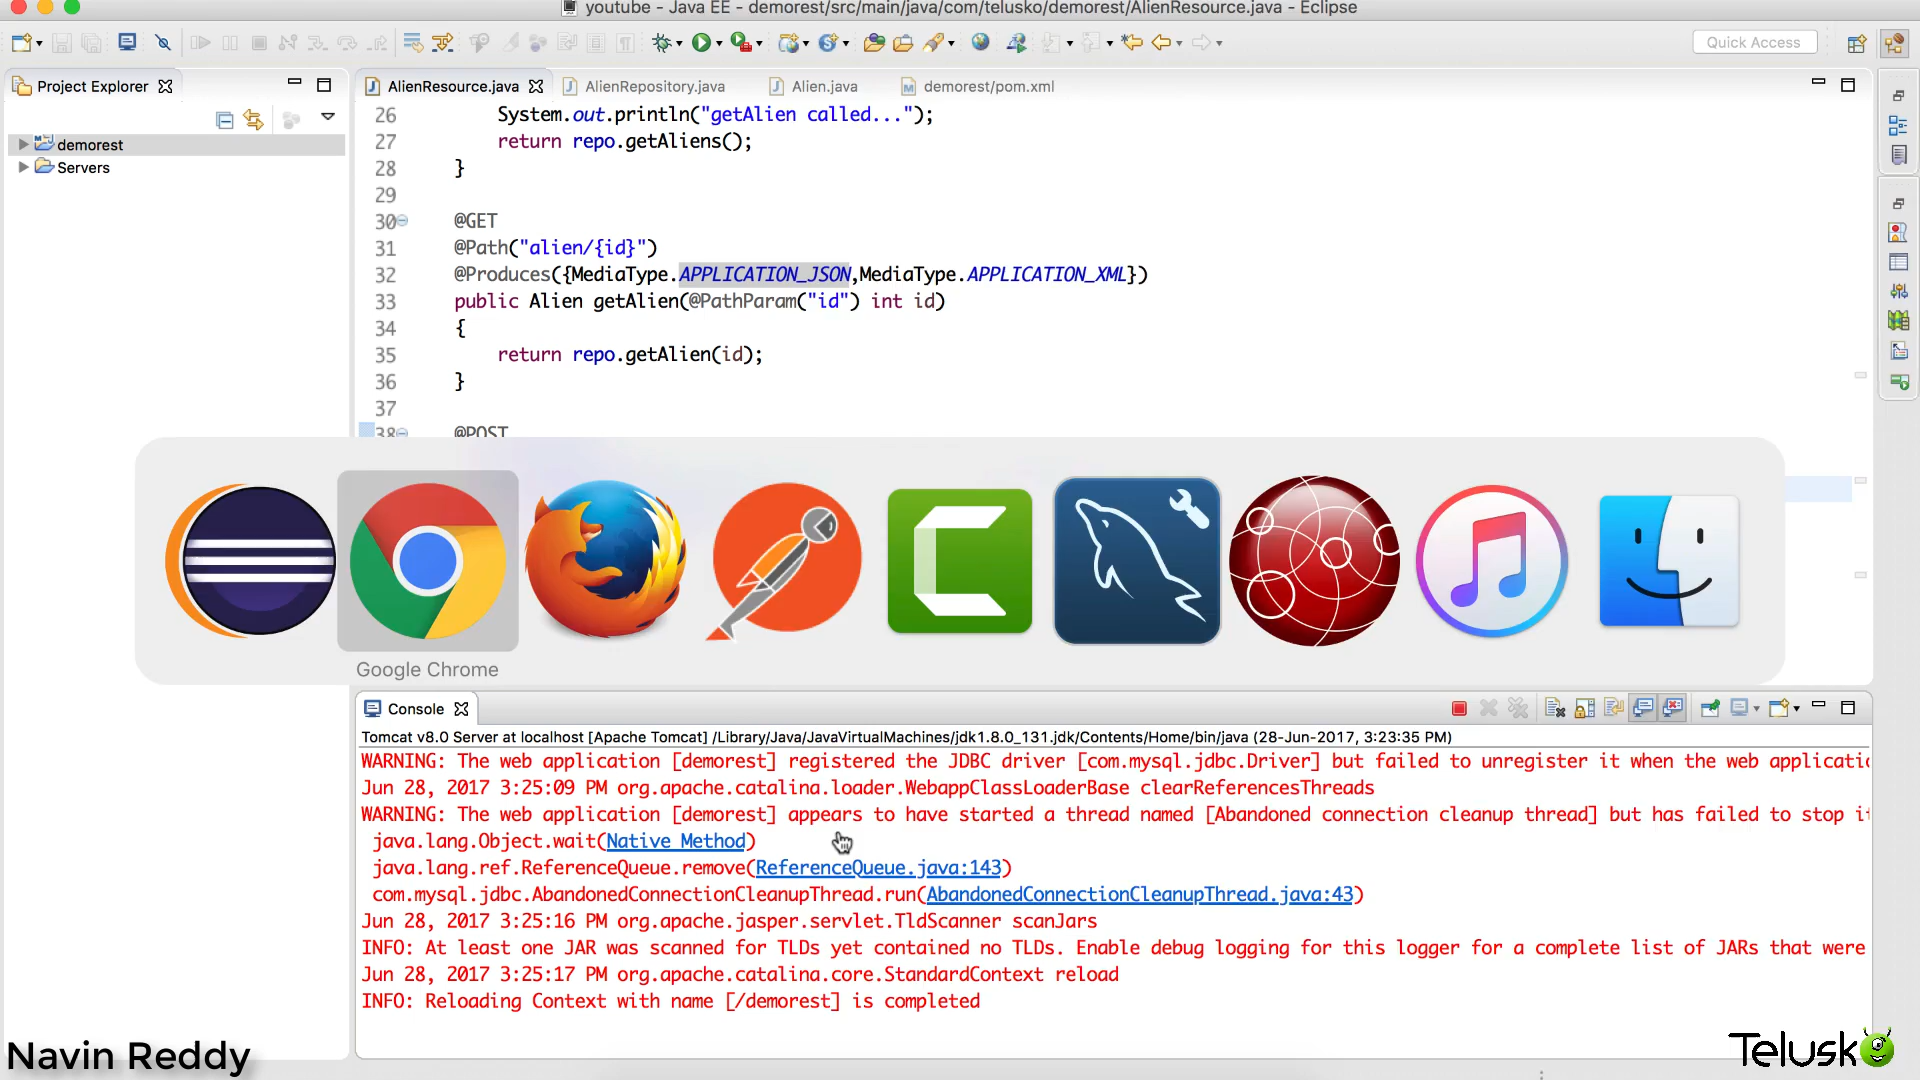 youtube - Java EE - demorest/src/main/java/com/telusko/demorest/AlienResource.java - Eclipse
Quick Access
Project Explorer
AlienResource.java
AlienRepository.java
Alien.java
demorest/pom.xml
demorest
Servers
26 System.out.println("getAlien called...");
27 return repo.getAliens();
28 }
29
30 @GET
31 @Path("alien/{id}")
32 @Produces({MediaType.APPLICATION_JSON,MediaType.APPLICATION_XML})
33 public Alien getAlien(@PathParam("id") int id)
34 {
35 return repo.getAlien(id);
36 }
37
38 @POST
Google Chrome
Console
Tomcat v8.0 Server at localhost [Apache Tomcat] /Library/Java/JavaVirtualMachines/jdk1.8.0_131.jdk/Contents/Home/bin/java (28-Jun-2017, 3:23:35 PM)
WARNING: The web application [demorest] registered the JDBC driver [com.mysql.jdbc.Driver] but failed to unregister it when the web applicatio
Jun 28, 2017 3:25:09 PM org.apache.catalina.loader.WebappClassLoaderBase clearReferencesThreads
WARNING: The web application [demorest] appears to have started a thread named [Abandoned connection cleanup thread] but has failed to stop it
java.lang.Object.wait(Native Method)
java.lang.ref.ReferenceQueue.remove(ReferenceQueue.java:143)
com.mysql.jdbc.AbandonedConnectionCleanupThread.run(AbandonedConnectionCleanupThread.java:43)
Jun 28, 2017 3:25:16 PM org.apache.jasper.servlet.TldScanner scanJars
INFO: At least one JAR was scanned for TLDs yet contained no TLDs. Enable debug logging for this logger for a complete list of JARs that were
Jun 28, 2017 3:25:17 PM org.apache.catalina.core.StandardContext reload
INFO: Reloading Context with name [/demorest] is completed
Navin Reddy
Telusko